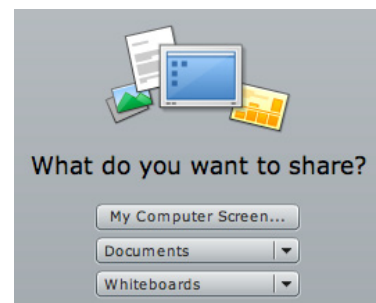 What do you want to share?
My Computer Screen...
Documents
Whiteboards